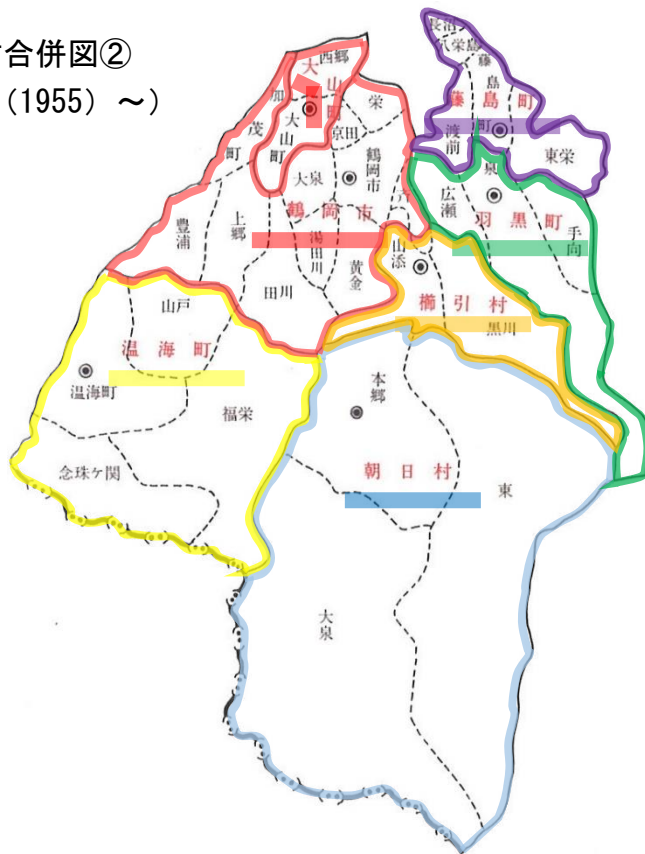 合併図②
(1955) ~)
西郷
大山町
加茂町
大山町
栄
京田
鶴岡市
大泉
鶴岡市
豊浦
上郷
湯田川
黄金
田川
長沼
八栄島
藤島町
藤島町
渡前
東栄
泉
広瀬
羽黒町
手向
山添
櫛引村
黒川
山戸
温海町
温海町
福栄
念珠ケ関
本郷
朝日村
東
大泉